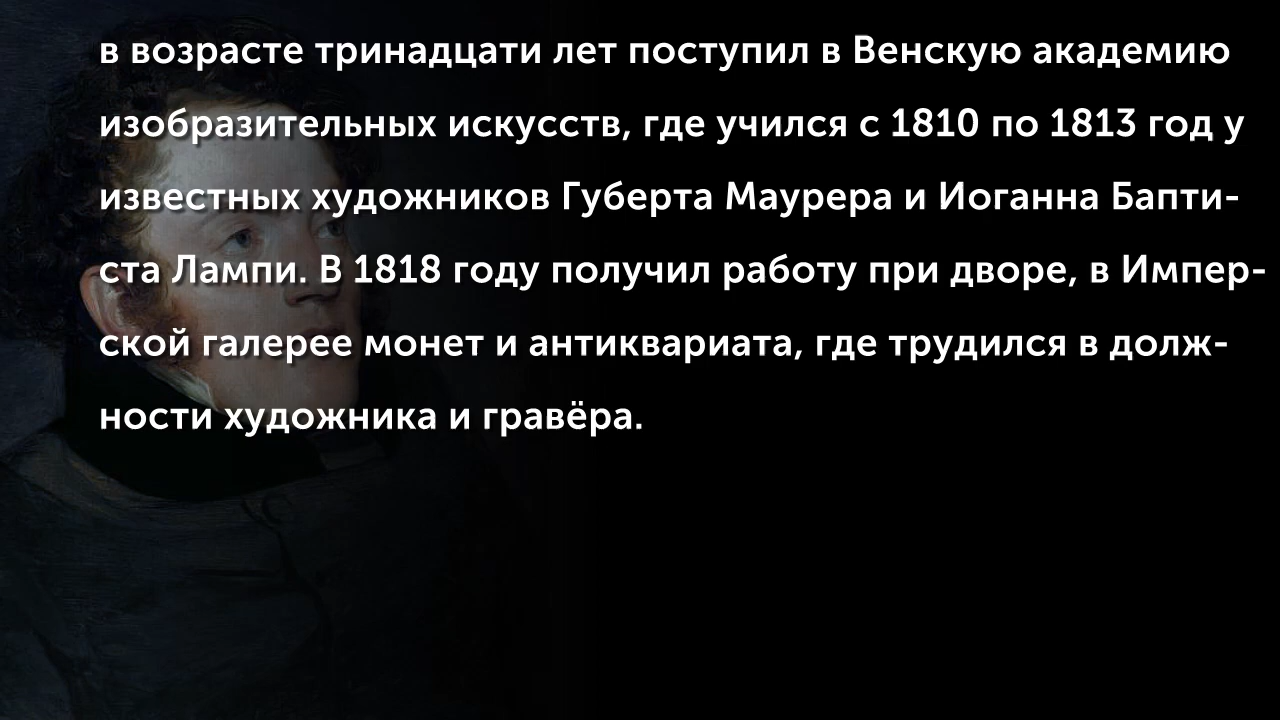 в возрасте тринадцати лет поступил в Венскую академию
изобразительных искусств, где учился с 1810 по 1813 год у
известных художников Губерта Маурера и Иоганна Бапти-
ста Лампи. В 1818 году получил работу при дворе, в Импер-
ской галерее монет и антиквариата, где трудился в долж-
ности художника и гравёра.